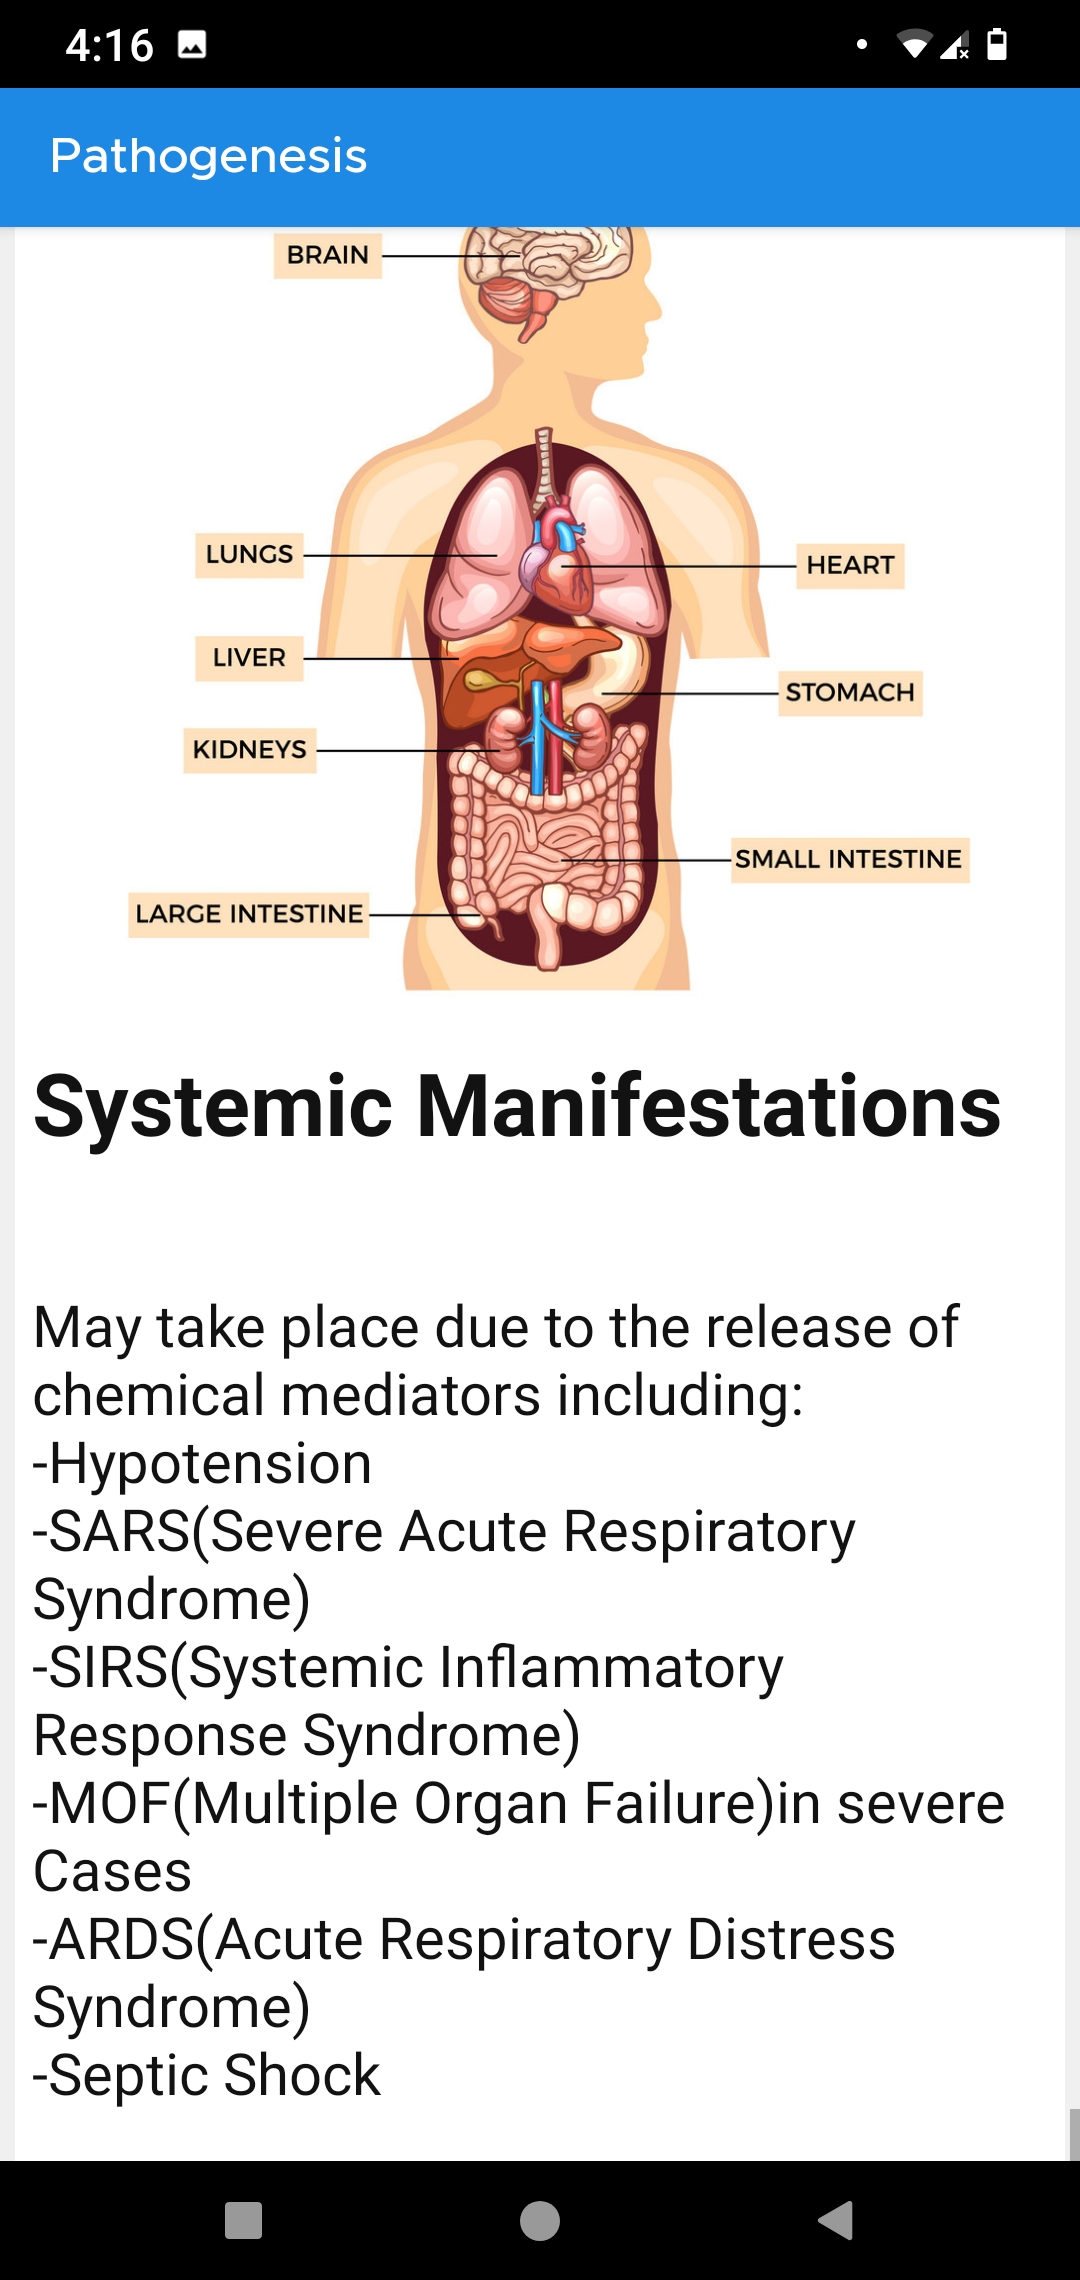 4:16
Pathogenesis
BRAIN
LUNGS
HEART
LIVER
STOMACH
KIDNEYS
SMALL INTESTINE
LARGE INTESTINE
Systemic Manifestations
May take place due to the release of
chemical mediators including:
-Hypotension
-SARS(Severe Acute Respiratory
Syndrome)
-SIRS(Systemic Inflammatory
Response Syndrome)
-MOF(Multiple Organ Failure)in severe
Cases
-ARDS(Acute Respiratory Distress
Syndrome)
-Septic Shock